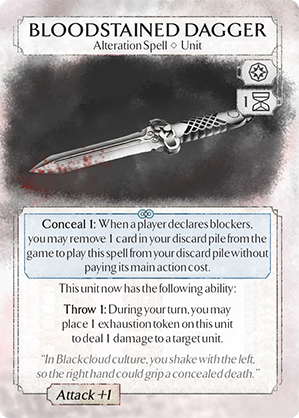 BLOODSTAINED DAGGER
Alteration Spell ◇ Unit
1
Conceal 1: When a player declares blockers,
you may remove 1 card in your discard pile from the
game to play this spell from your discard pile without
paying its main action cost.
This unit now has the following ability:
Throw 1: During your turn, you may
place 1 exhaustion token on this unit
to deal 1 damage to a target unit.
“In Blackcloud culture, you shake with the left,
so the right hand could grip a concealed death.”
Attack +1